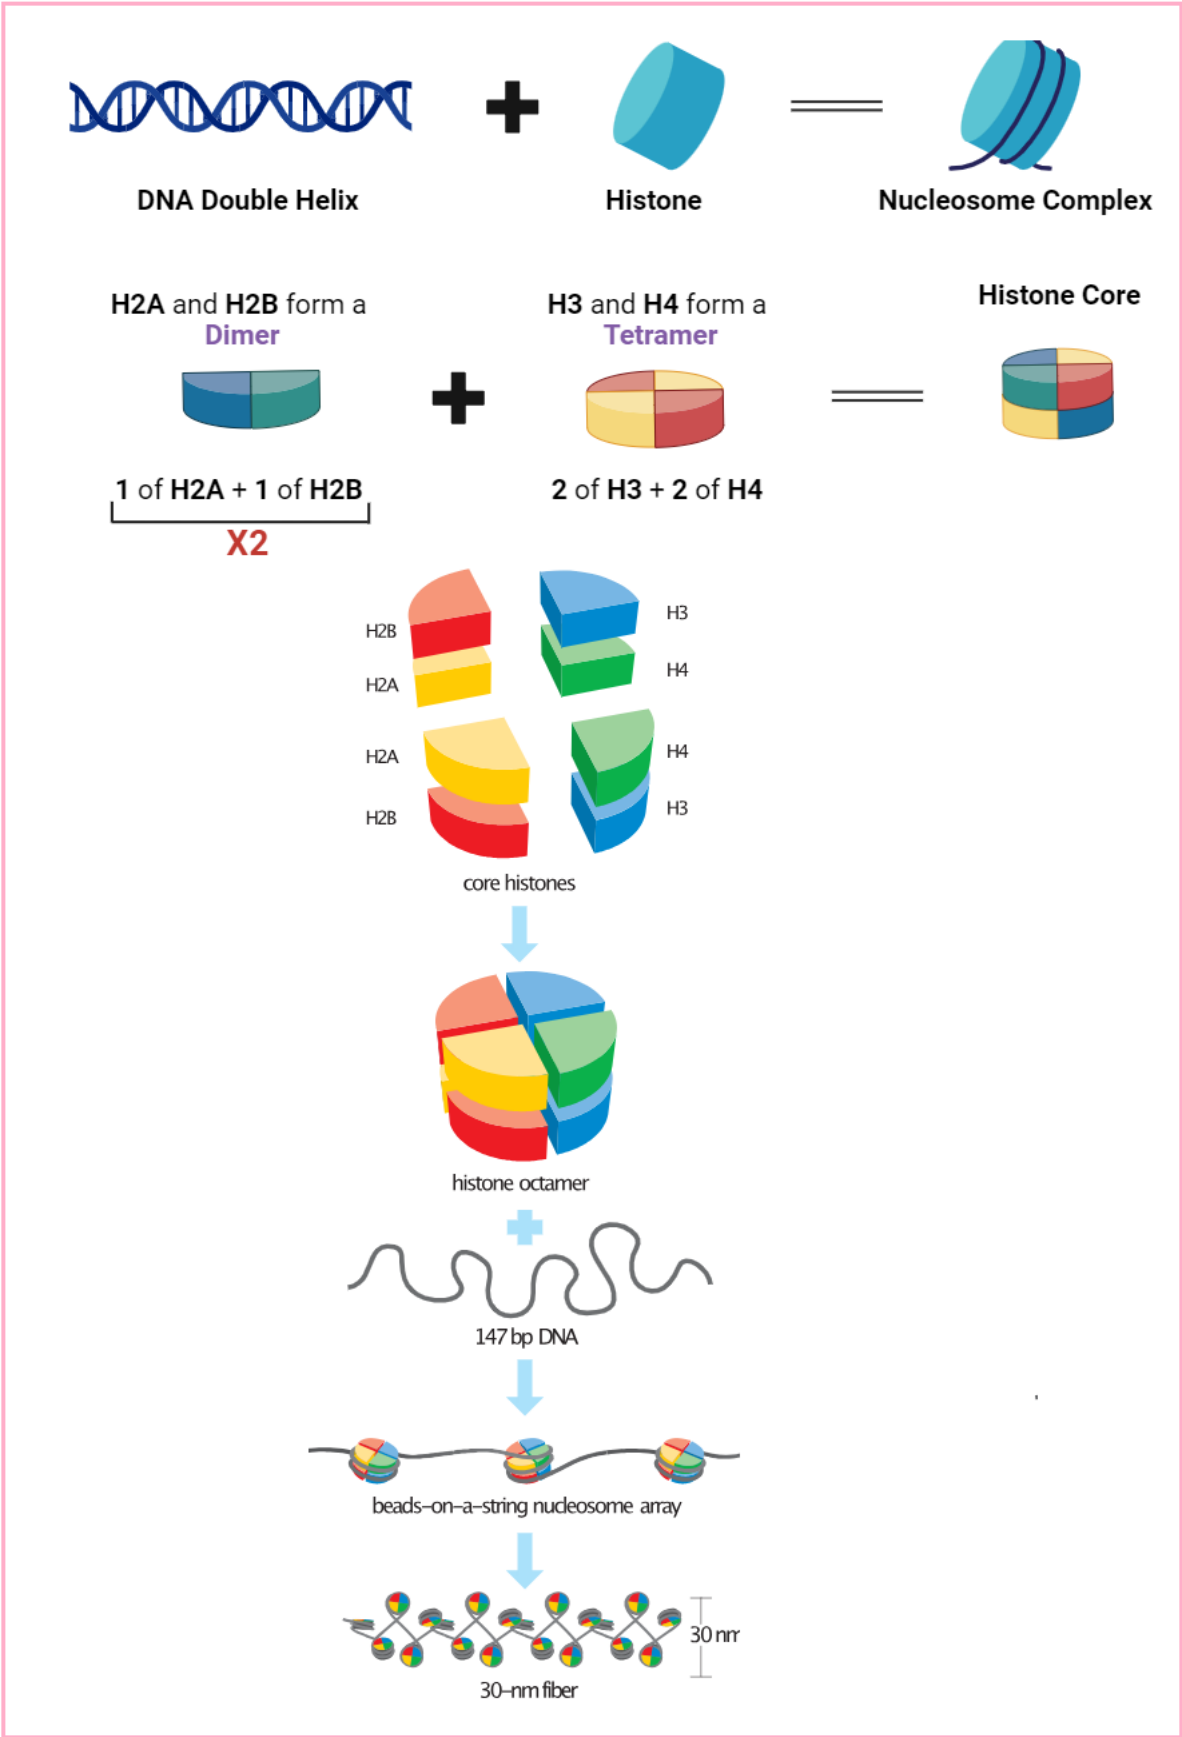 DNA Double Helix
Histone
Nucleosome Complex
H2A and H2B form a
Dimer
H3 and H4 form a
Tetramer
Histone Core
1 of H2A + 1 of H2B
X2
2 of H3 + 2 of H4
H2B
H3
H2A
H4
H2A
H4
H2B
H3
core histones
histone octamer
147 bp DNA
beads-on-a-string nucleosome array
30 nm
30-nm fiber